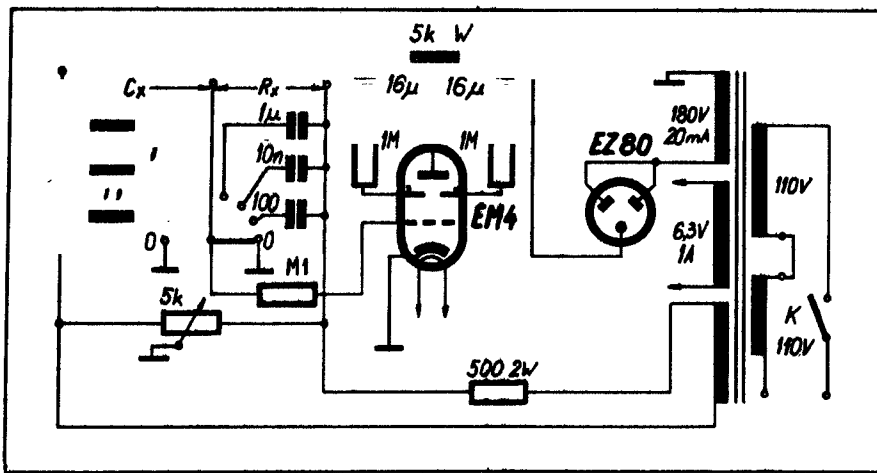 5k W
Cx
Rx
16μ
16μ
1μ
1M
1M
180V
20mA
EZ80
10n
110V
100
EM4
6,3V
1A
0
0
M1
5k
K
110V
500 2W